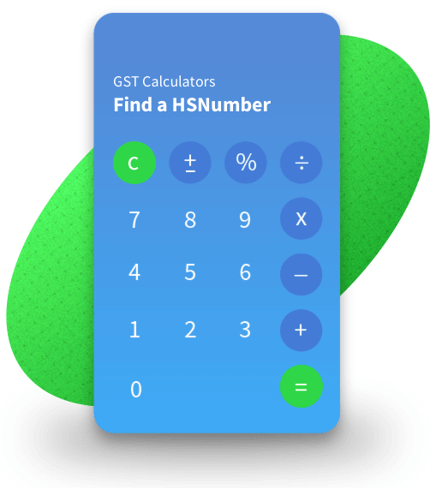 GST Calculators
Find a HSNumber
c ± % ÷
7 8 9 x
4 5 6 –
1 2 3 +
0 =